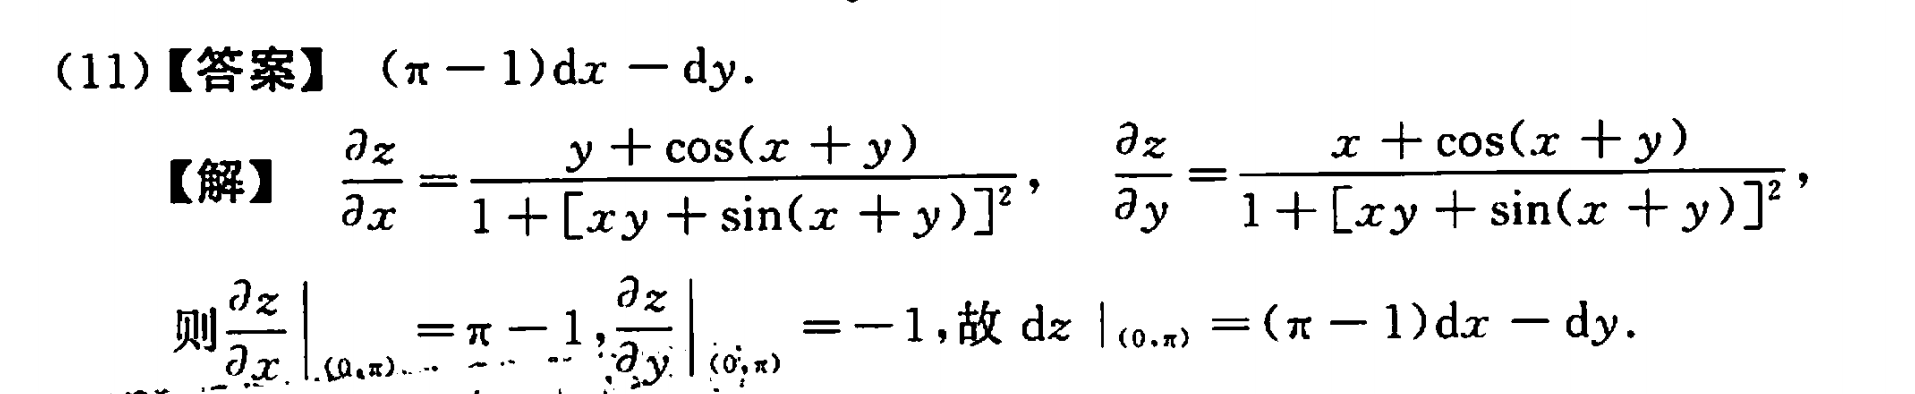 (11)【答案】 (π − 1)dx − dy.
【解】 ∂z/∂x = (y + cos(x + y))/(1 + [xy + sin(x + y)]²), ∂z/∂y = (x + cos(x + y))/(1 + [xy + sin(x + y)]²),
则 ∂z/∂x |(0,π) = π − 1, ∂z/∂y |(0,π) = −1, 故 dz |(0,π) = (π − 1)dx − dy.